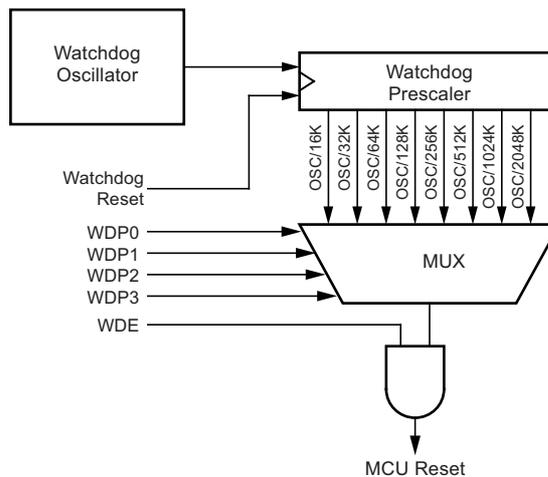 Watchdog
Oscillator
Watchdog
Prescaler
OSC/16K
OSC/32K
OSC/64K
OSC/128K
OSC/256K
OSC/512K
OSC/1024K
OSC/2048K
Watchdog
Reset
WDP0
WDP1
WDP2
WDP3
WDE
MUX
MCU Reset